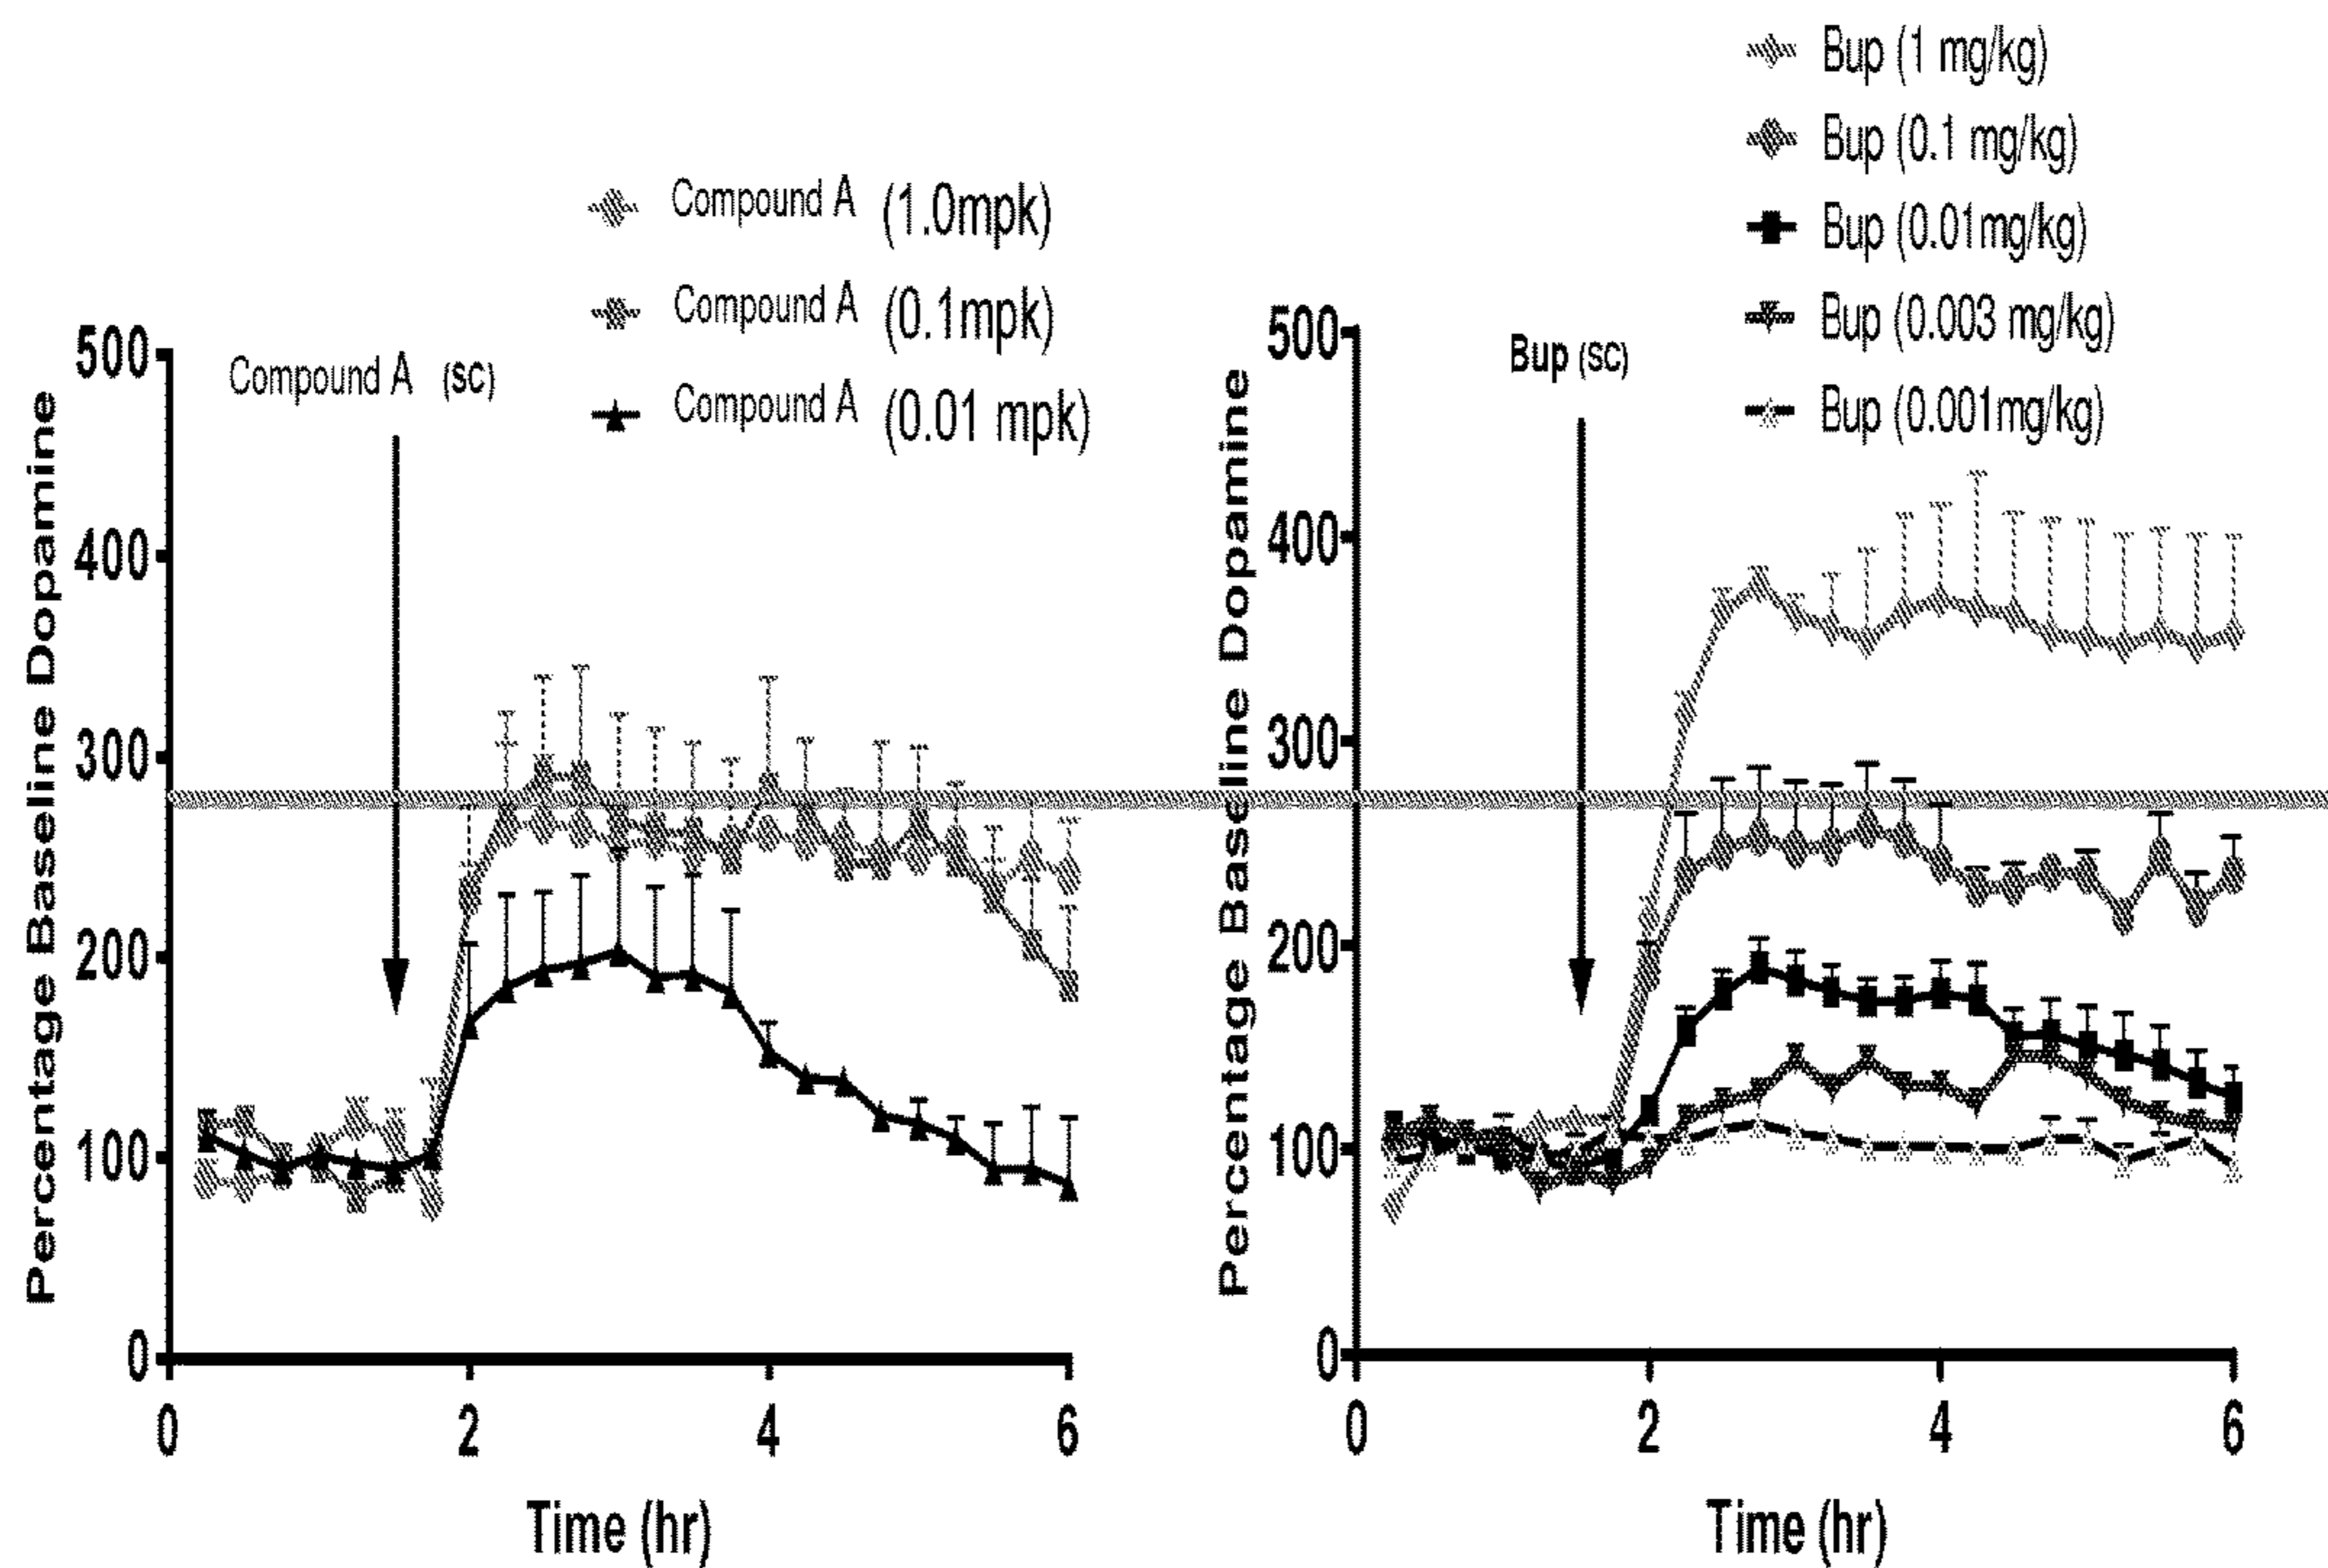 Compound A (1.0mpk)
Compound A (0.1mpk)
Compound A (0.01 mpk)
Compound A (sc)
Percentage Baseline Dopamine
500
400
300
200
100
0
0 2 4 6
Time (hr)
Bup (1 mg/kg)
Bup (0.1 mg/kg)
Bup (0.01mg/kg)
Bup (0.003 mg/kg)
Bup (0.001mg/kg)
Bup (sc)
Percentage Baseline Dopamine
500
400
300
200
100
0
0 2 4 6
Time (hr)